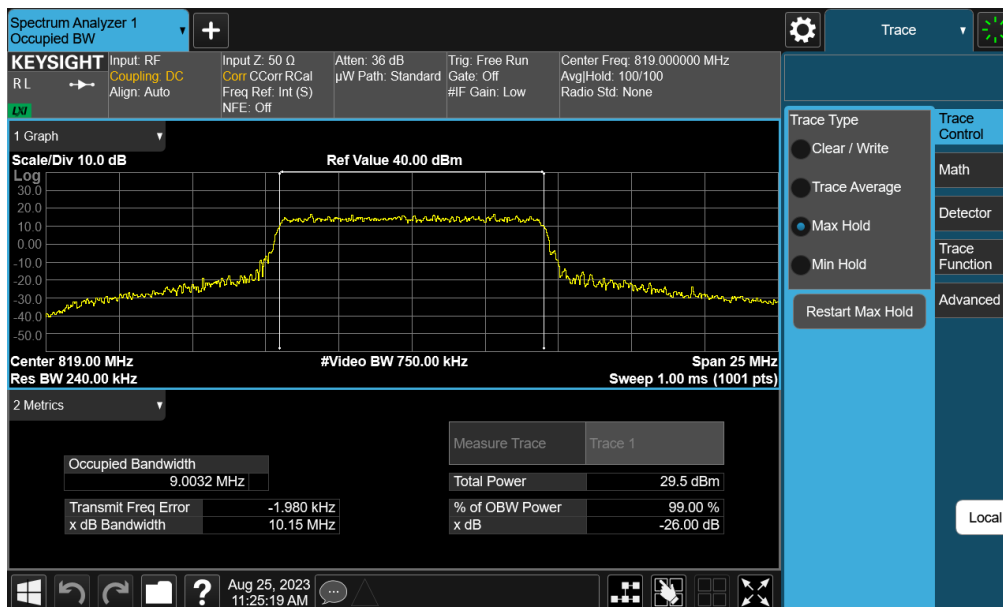 Spectrum Analyzer 1
Occupied BW
+
Trace
KEYSIGHT
RL
LXI
Input: RF
Coupling: DC
Align: Auto
Input Z: 50 Ω
Corr CCorr RCal
Freq Ref: Int (S)
NFE: Off
Atten: 36 dB
µW Path: Standard
Trig: Free Run
Gate: Off
#IF Gain: Low
Center Freq: 819.000000 MHz
Avg|Hold: 100/100
Radio Std: None
1 Graph
Scale/Div 10.0 dB
Ref Value 40.00 dBm
Log
30.0
20.0
10.0
0.00
-10.0
-20.0
-30.0
-40.0
-50.0
Center 819.00 MHz
#Video BW 750.00 kHz
Span 25 MHz
Res BW 240.00 kHz
Sweep 1.00 ms (1001 pts)
2 Metrics
Measure Trace
Trace 1
Occupied Bandwidth
9.0032 MHz
Total Power
29.5 dBm
Transmit Freq Error
-1.980 kHz
% of OBW Power
99.00 %
x dB Bandwidth
10.15 MHz
x dB
-26.00 dB
Trace Type
Clear / Write
Trace Average
Max Hold
Min Hold
Restart Max Hold
Trace
Control
Math
Detector
Trace
Function
Advanced
Local
?
Aug 25, 2023
11:25:19 AM